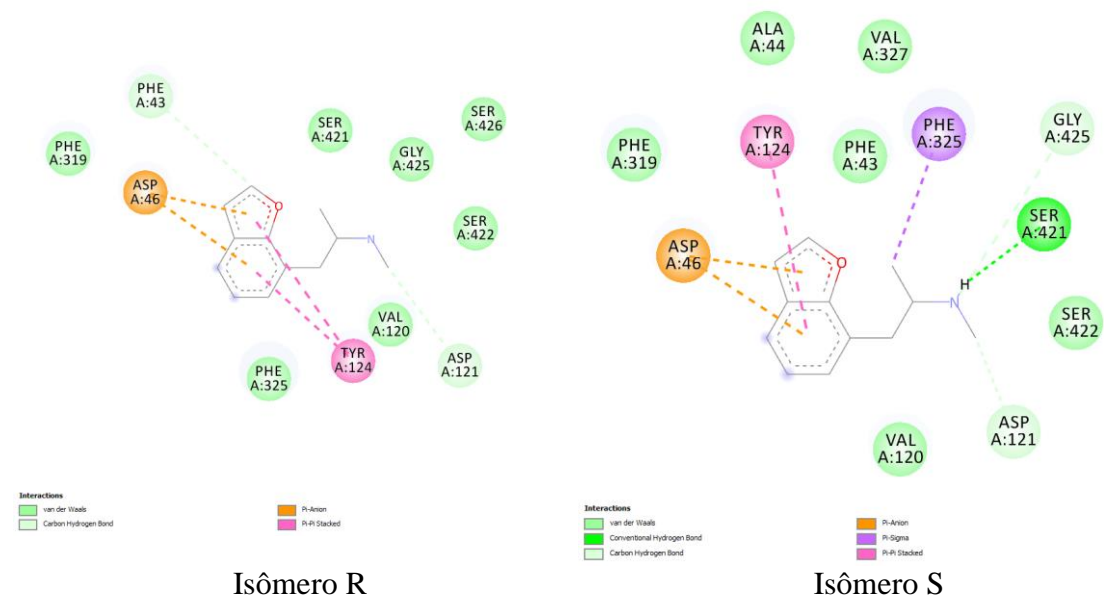 PHE
A:43
PHE
A:319
ASP
A:46
SER
A:421
SER
A:426
GLY
A:425
SER
A:422
O
N
VAL
A:120
PHE
A:325
TYR
A:124
ASP
A:121
Interactions
van der Waals
Carbon Hydrogen Bond
Pi-Anion
Pi-Pi Stacked
Isômero R
ALA
A:44
VAL
A:327
PHE
A:319
TYR
A:124
PHE
A:43
PHE
A:325
GLY
A:425
ASP
A:46
SER
A:421
O
H
N
SER
A:422
VAL
A:120
ASP
A:121
Interactions
van der Waals
Conventional Hydrogen Bond
Carbon Hydrogen Bond
Pi-Anion
Pi-Sigma
Pi-Pi Stacked
Isômero S